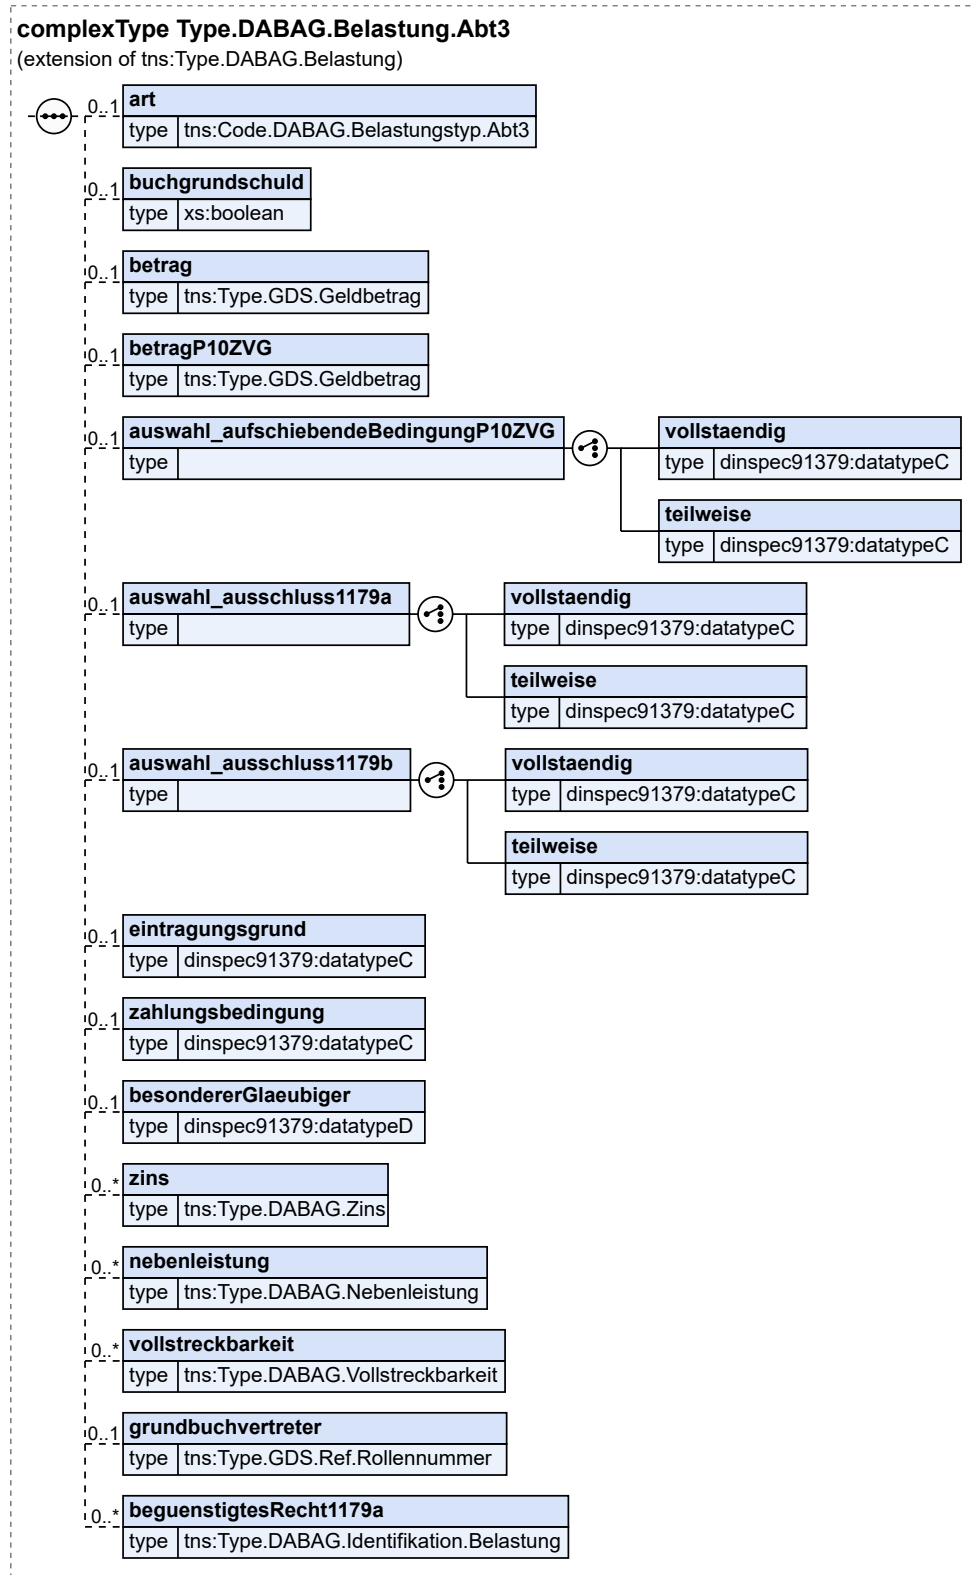 complexType Type.DABAG.Belastung.Abt3
(extension of tns:Type.DABAG.Belastung)
0..1 art
type tns:Code.DABAG.Belastungstyp.Abt3
0..1 buchgrundschuld
type xs:boolean
0..1 betrag
type tns:Type.GDS.Geldbetrag
0..1 betragP10ZVG
type tns:Type.GDS.Geldbetrag
0..1 auswahl_aufschiebendeBedingungP10ZVG
type
vollstaendig
type dinspec91379:datatypeC
teilweise
type dinspec91379:datatypeC
0..1 auswahl_ausschluss1179a
type
vollstaendig
type dinspec91379:datatypeC
teilweise
type dinspec91379:datatypeC
0..1 auswahl_ausschluss1179b
type
vollstaendig
type dinspec91379:datatypeC
teilweise
type dinspec91379:datatypeC
0..1 eintragungsgrund
type dinspec91379:datatypeC
0..1 zahlungsbedingung
type dinspec91379:datatypeC
0..1 besondererGlaeubiger
type dinspec91379:datatypeD
0..* zins
type tns:Type.DABAG.Zins
0..* nebenleistung
type tns:Type.DABAG.Nebenleistung
0..* vollstreckbarkeit
type tns:Type.DABAG.Vollstreckbarkeit
0..1 grundbuchvertreter
type tns:Type.GDS.Ref.Rollennummer
0..* beguenstigtesRecht1179a
type tns:Type.DABAG.Identifikation.Belastung